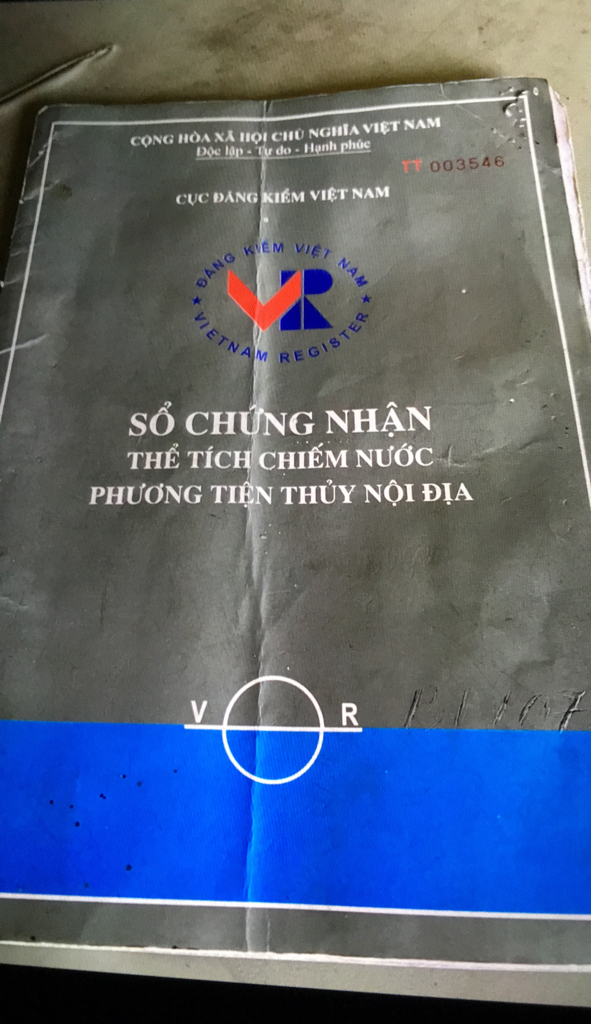 CỘNG HÒA XÃ HỘI CHỦ NGHĨA VIỆT NAM
Độc lập - Tự do - Hạnh phúc
TT 003546
CỤC ĐĂNG KIỂM VIỆT NAM
ĐĂNG KIỂM VIỆT NAM
VR
★ VIETNAM REGISTER ★
SỔ CHỨNG NHẬN
THỂ TÍCH CHIẾM NƯỚC
PHƯƠNG TIỆN THỦY NỘI ĐỊA
V R